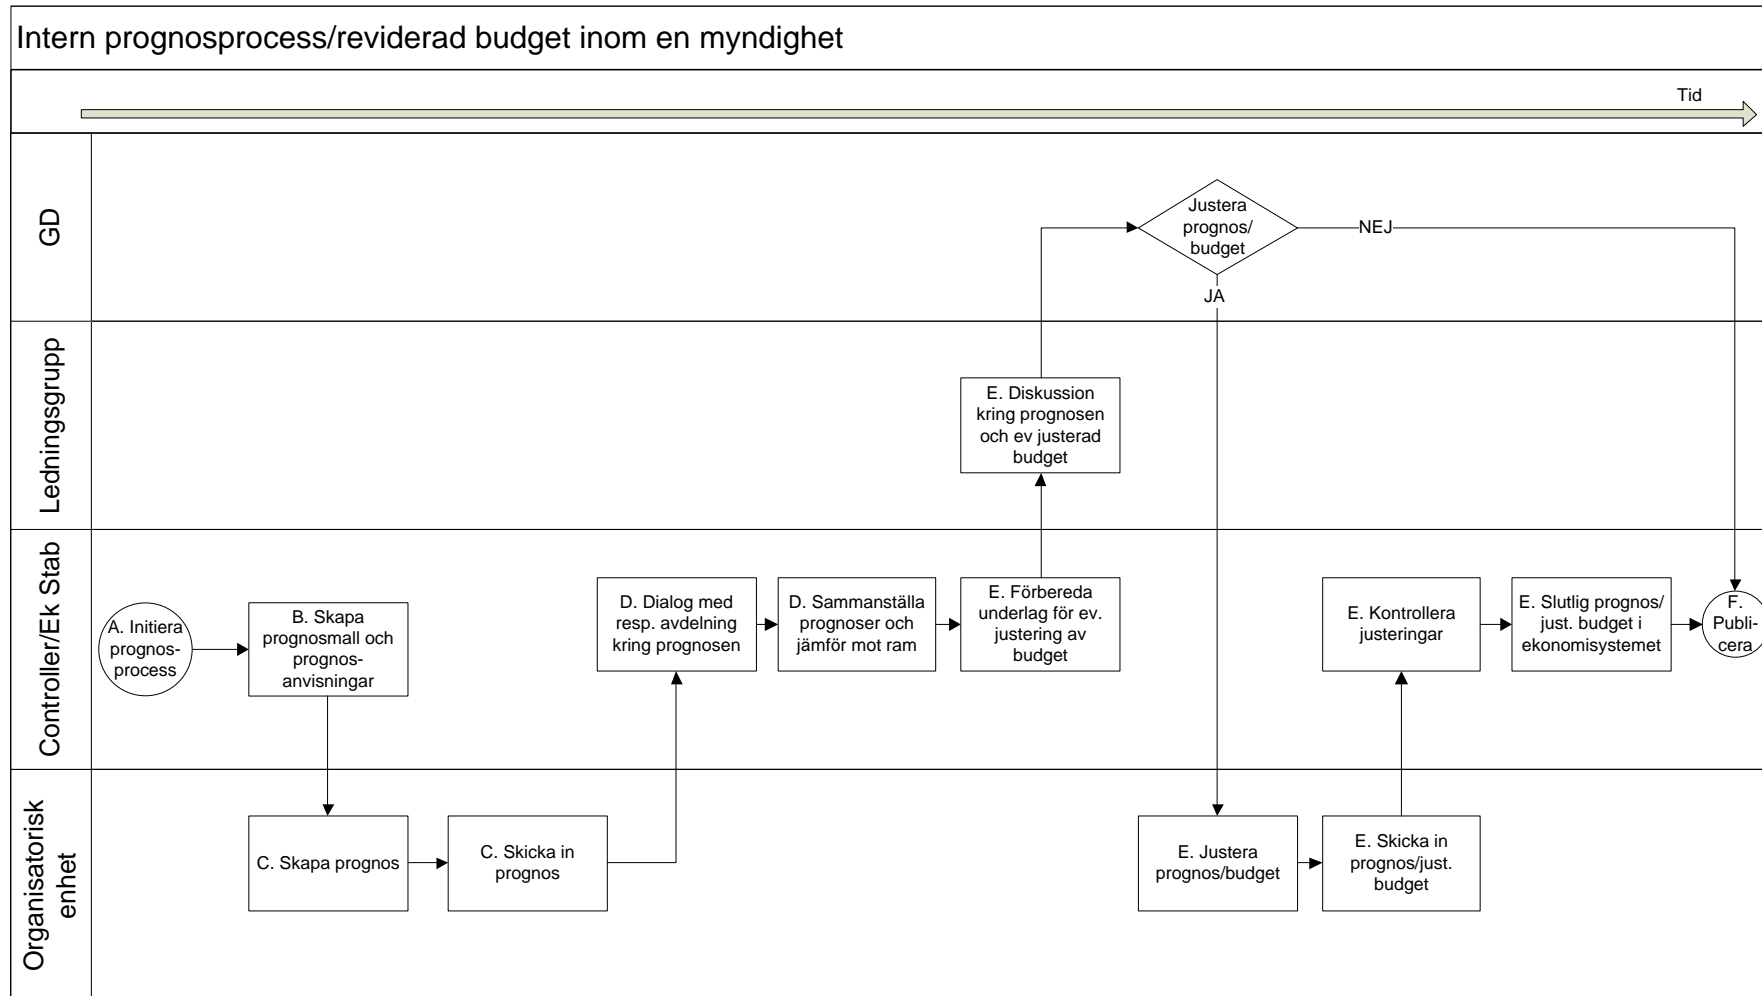 Intern prognosprocess/reviderad budget inom en myndighet
Tid
GD
Justera
prognos/
budget
NEJ
JA
Ledningsgrupp
E. Diskussion
kring prognosen
och ev justerad
budget
Controller/Ek Stab
A. Initiera
prognos-
process
B. Skapa
prognosmall och
prognos-
anvisningar
D. Dialog med
resp. avdelning
kring prognosen
D. Sammanställa
prognoser och
jämför mot ram
E. Förbereda
underlag för ev.
justering av
budget
E. Kontrollera
justeringar
E. Slutlig prognos/
just. budget i
ekonomisystemet
F.
Publi-
cera
Organisatorisk
enhet
C. Skapa prognos
C. Skicka in
prognos
E. Justera
prognos/budget
E. Skicka in
prognos/just.
budget